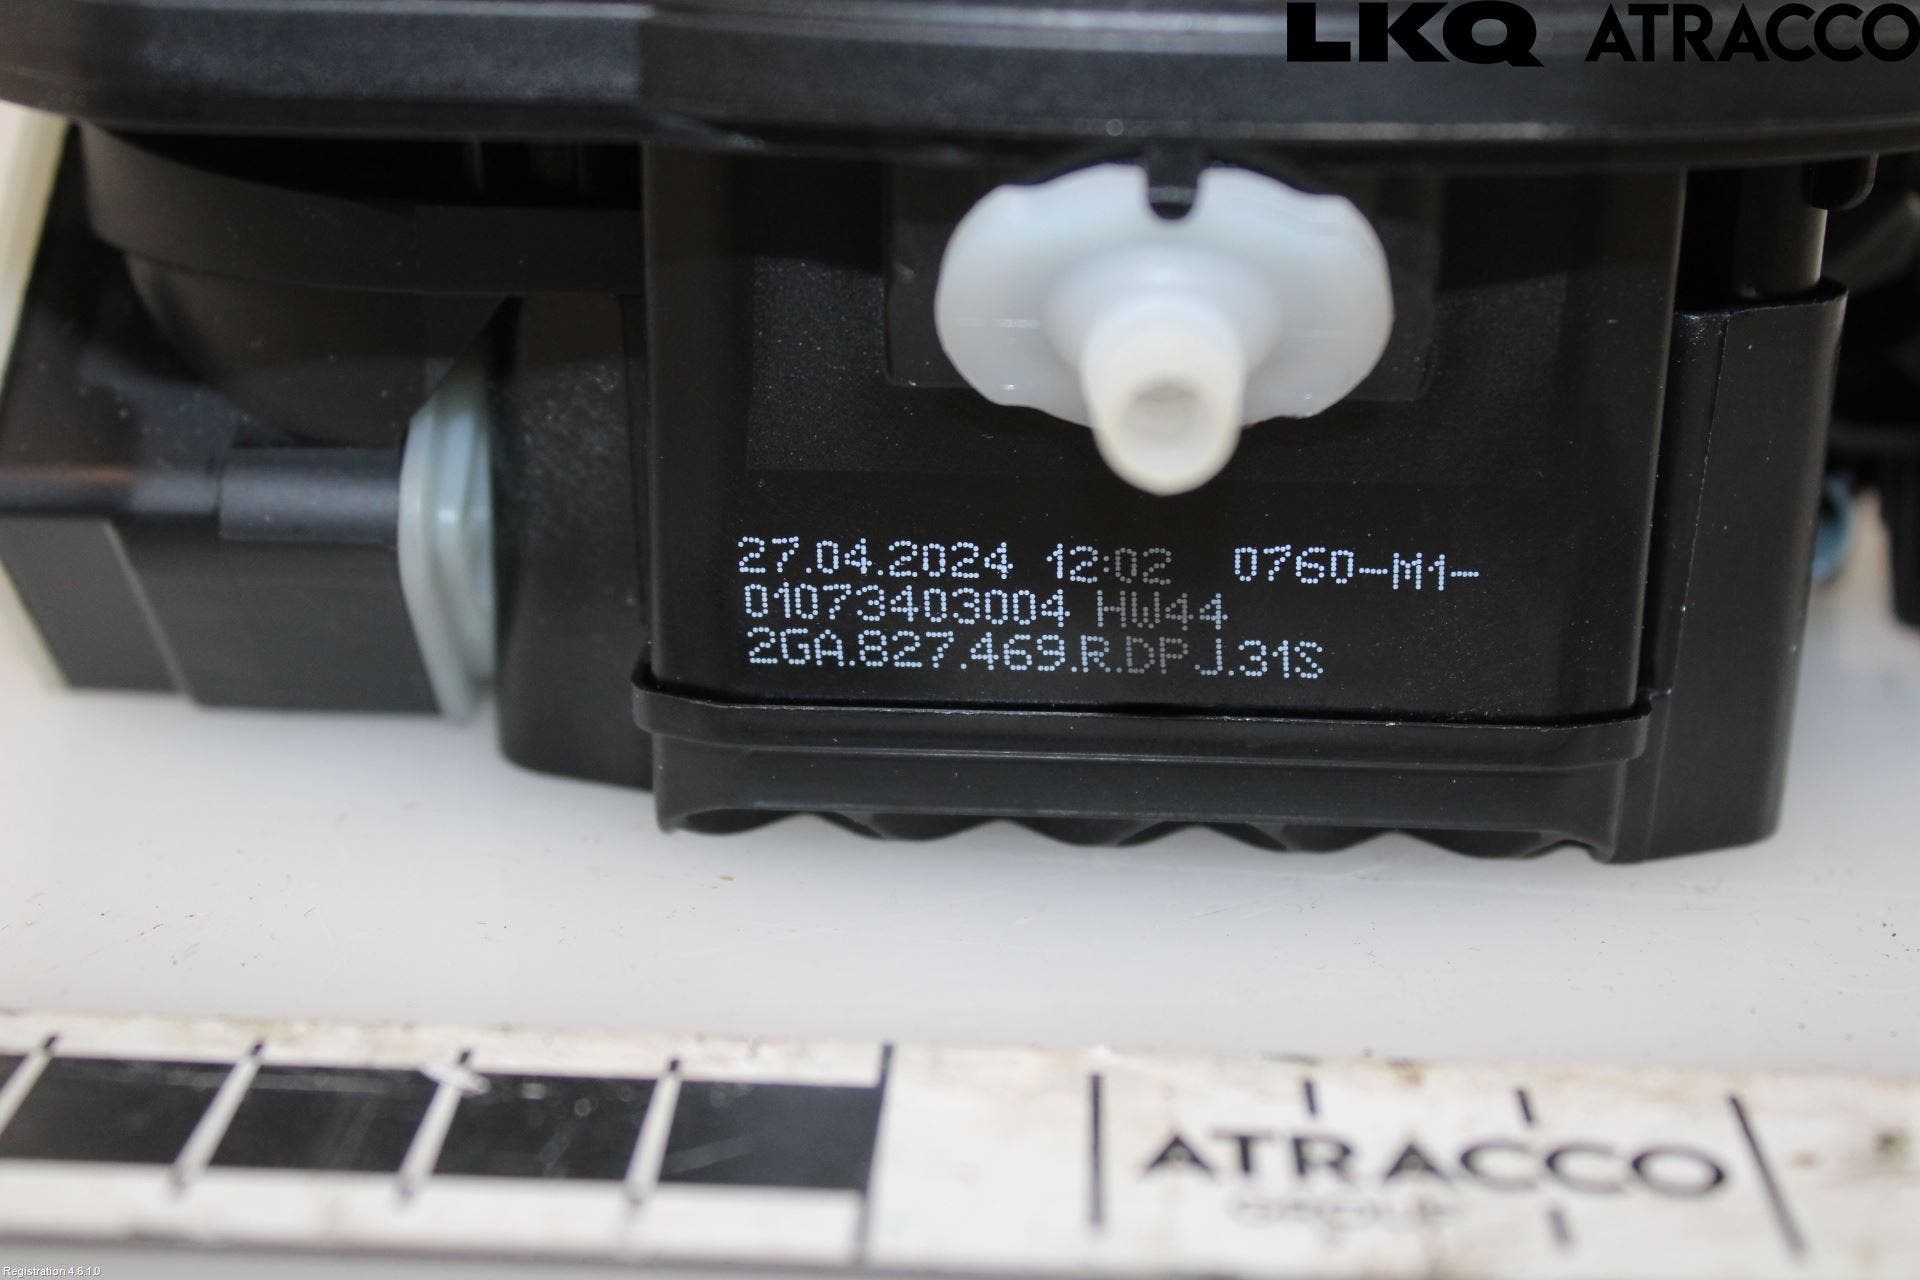 LKQ ATRACCO
27.04.2024 12:02 0760-M1-
01073403004 HW44
2GA.827.469.R.DPJ.31S
ATRACCO
Registration 4.6.1.0